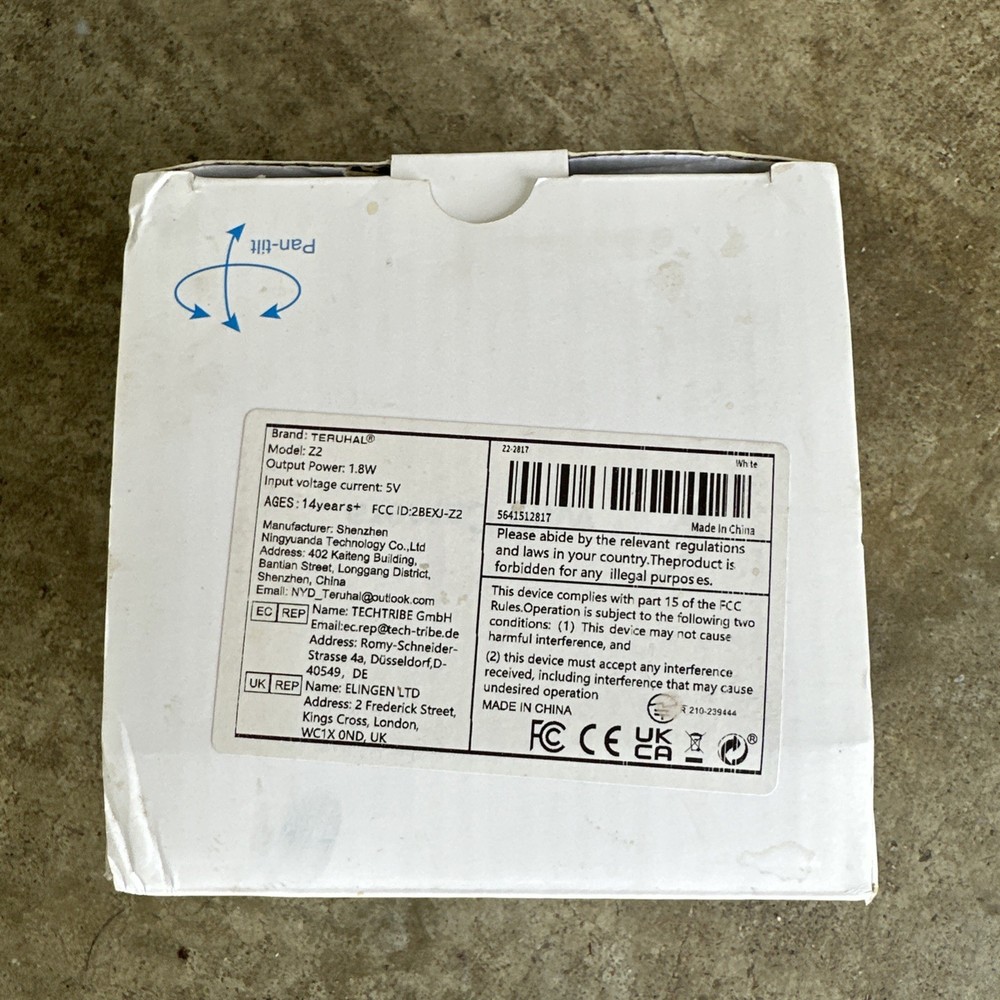 Pan-tilt
Brand: TERUHAL®
Model: Z2
Output Power: 1.8W
Input voltage current: 5V
AGES: 14years+ FCC ID:2BEXJ-Z2
Manufacturer: Shenzhen
Ningyuanda Technology Co.,Ltd
Address: 402 Kaiteng Building,
Bantian Street, Longgang District,
Shenzhen, China
Email: NYD_Teruhal@outlook.com
EC REP Name: TECHTRIBE GmbH
Email:ec.rep@tech-tribe.de
Address: Romy-Schneider-
Strasse 4a, Düsseldorf,D-
40549, DE
UK REP Name: ELINGEN LTD
Address: 2 Frederick Street,
Kings Cross, London,
WC1X 0ND, UK
Z2-2817
White
5641512817
Made In China
Please abide by the relevant regulations
and laws in your country.Theproduct is
forbidden for any illegal purposes.
This device complies with part 15 of the FCC
Rules.Operation is subject to the following two
conditions: (1) This device may not cause
harmful interference, and
(2) this device must accept any interference
received, including interference that may cause
undesired operation
MADE IN CHINA
R 210-239444
FC CE UK CA ®